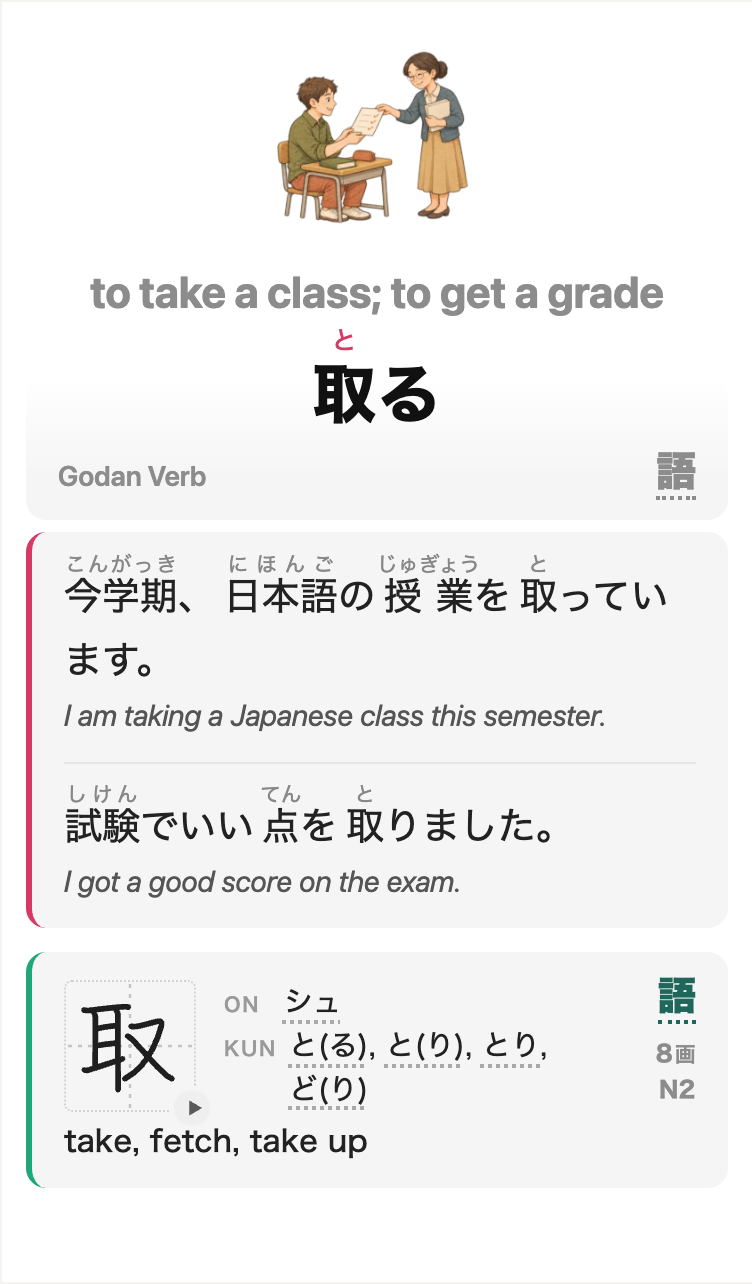 to take a class; to get a grade
と
取る
Godan Verb
語
こんがっき にほんご じゅぎょう と
今学期、日本語の授業を取ってい
ます。
I am taking a Japanese class this semester.
しけん てん と
試験でいい点を取りました。
I got a good score on the exam.
取
ON シュ
語
KUN と(る), と(り), とり,
ど(り)
8画
N2
take, fetch, take up